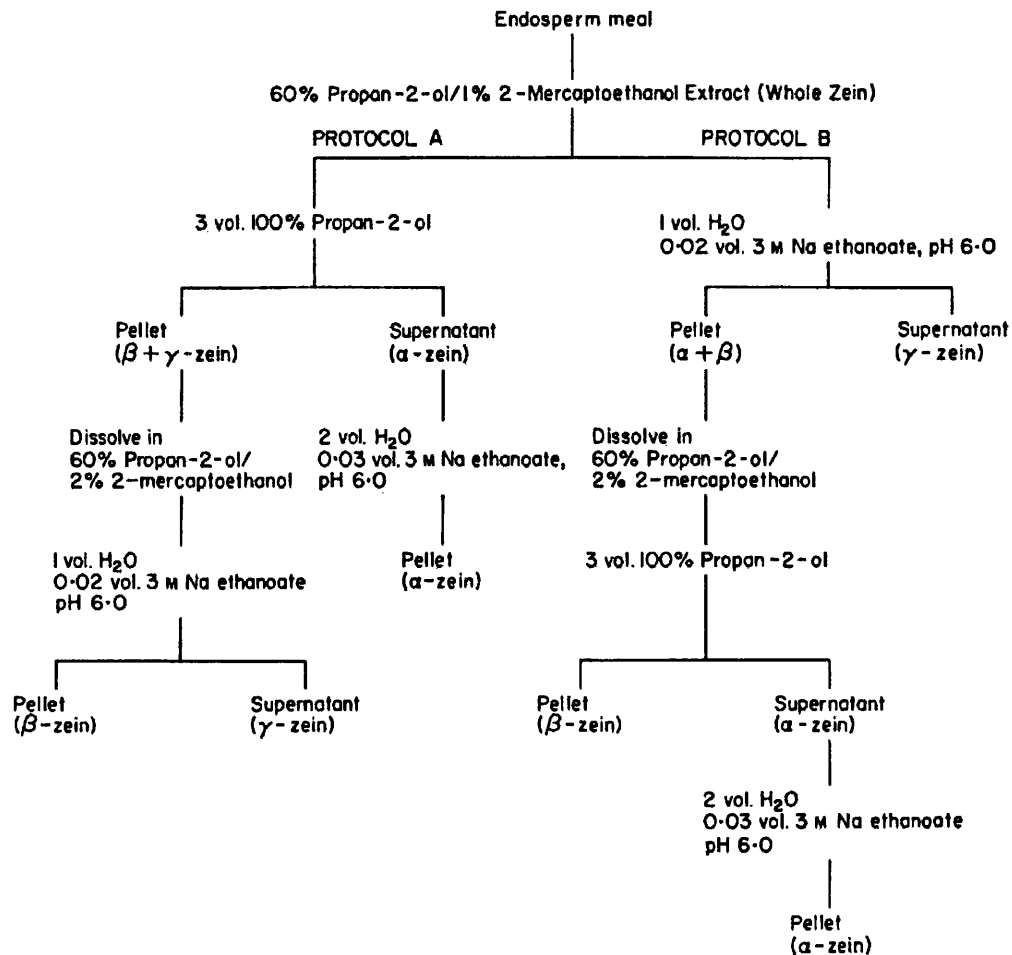 Endosperm meal
60% Propan-2-ol/1% 2-Mercaptoethanol Extract (Whole Zein)
PROTOCOL A
PROTOCOL B
3 vol. 100% Propan-2-ol
1 vol. H₂O
0·02 vol. 3 M Na ethanoate, pH 6·0
Pellet
(β + γ-zein)
Supernatant
(α-zein)
Pellet
(α + β)
Supernatant
(γ-zein)
Dissolve in
60% Propan-2-ol/
2% 2-mercaptoethanol
2 vol. H₂O
0·03 vol. 3 M Na ethanoate,
pH 6·0
Dissolve in
60% Propan-2-ol/
2% 2-mercaptoethanol
1 vol. H₂O
0·02 vol. 3 M Na ethanoate
pH 6·0
Pellet
(α-zein)
3 vol. 100% Propan-2-ol
Pellet
(β-zein)
Supernatant
(γ-zein)
Pellet
(β-zein)
Supernatant
(α-zein)
2 vol. H₂O
0·03 vol. 3 M Na ethanoate
pH 6·0
Pellet
(α-zein)